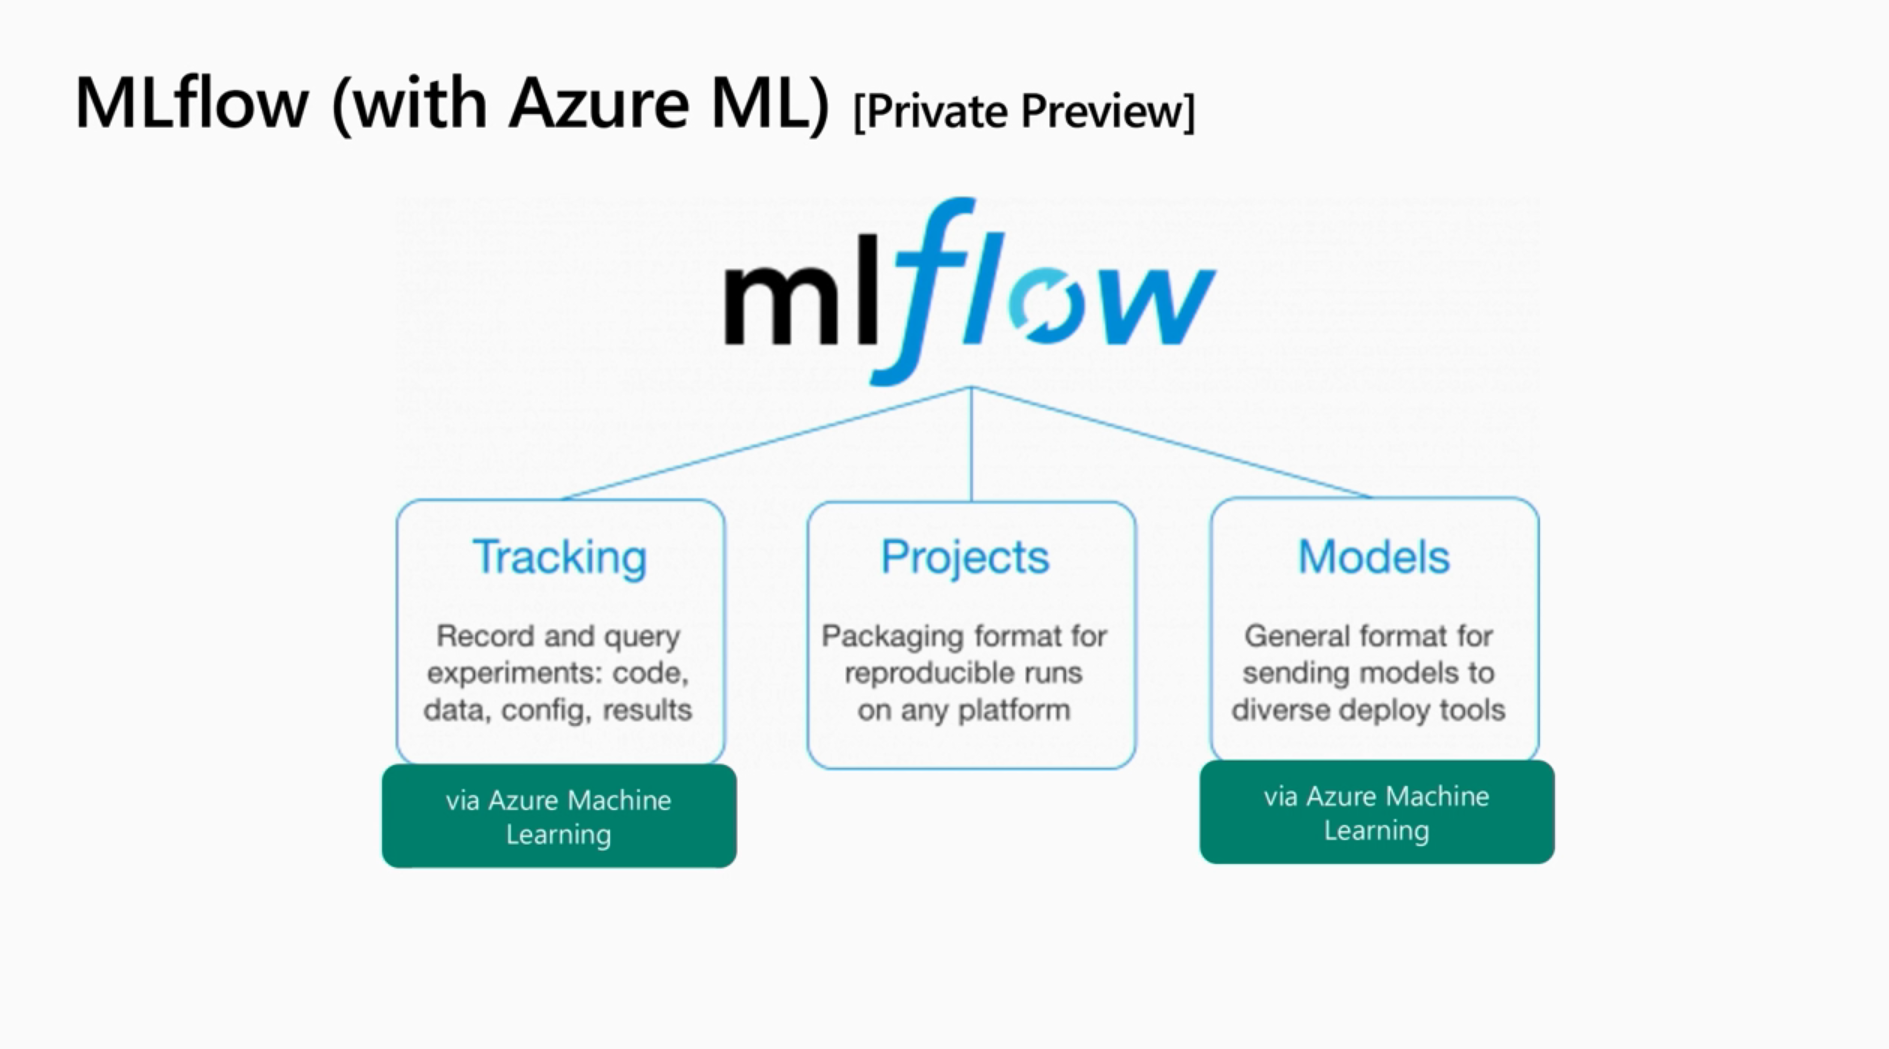 MLflow (with Azure ML) [Private Preview]
mlflow
Tracking
Record and query
experiments: code,
data, config, results
via Azure Machine
Learning
Projects
Packaging format for
reproducible runs
on any platform
Models
General format for
sending models to
diverse deploy tools
via Azure Machine
Learning